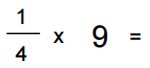 1/4 x 9 =